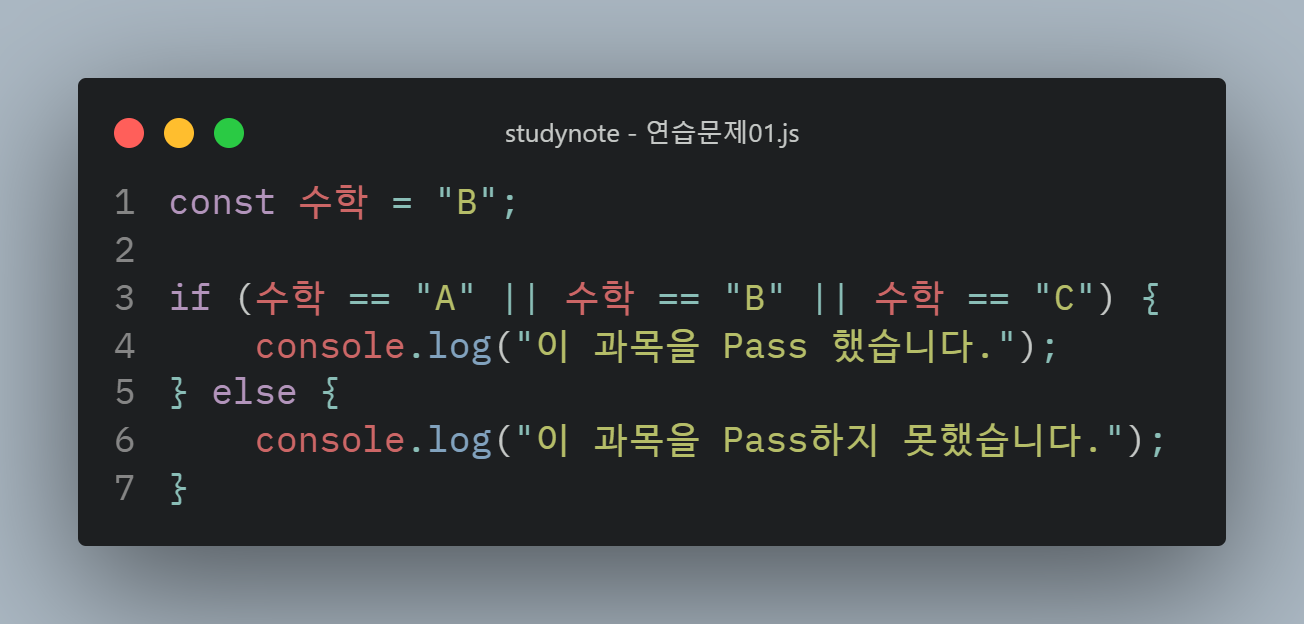 studynote - 연습문제01.js
1 const 수학 = "B";
2
3 if (수학 == "A" || 수학 == "B" || 수학 == "C") {
4     console.log("이 과목을 Pass 했습니다.");
5 } else {
6     console.log("이 과목을 Pass하지 못했습니다.");
7 }